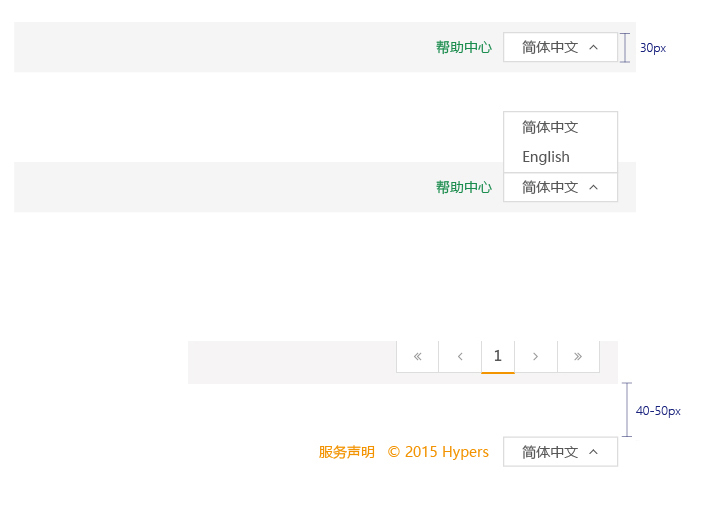 帮助中心 简体中文 30px
简体中文
English
帮助中心 简体中文
« ‹ 1 › »
40-50px
服务声明 © 2015 Hypers 简体中文